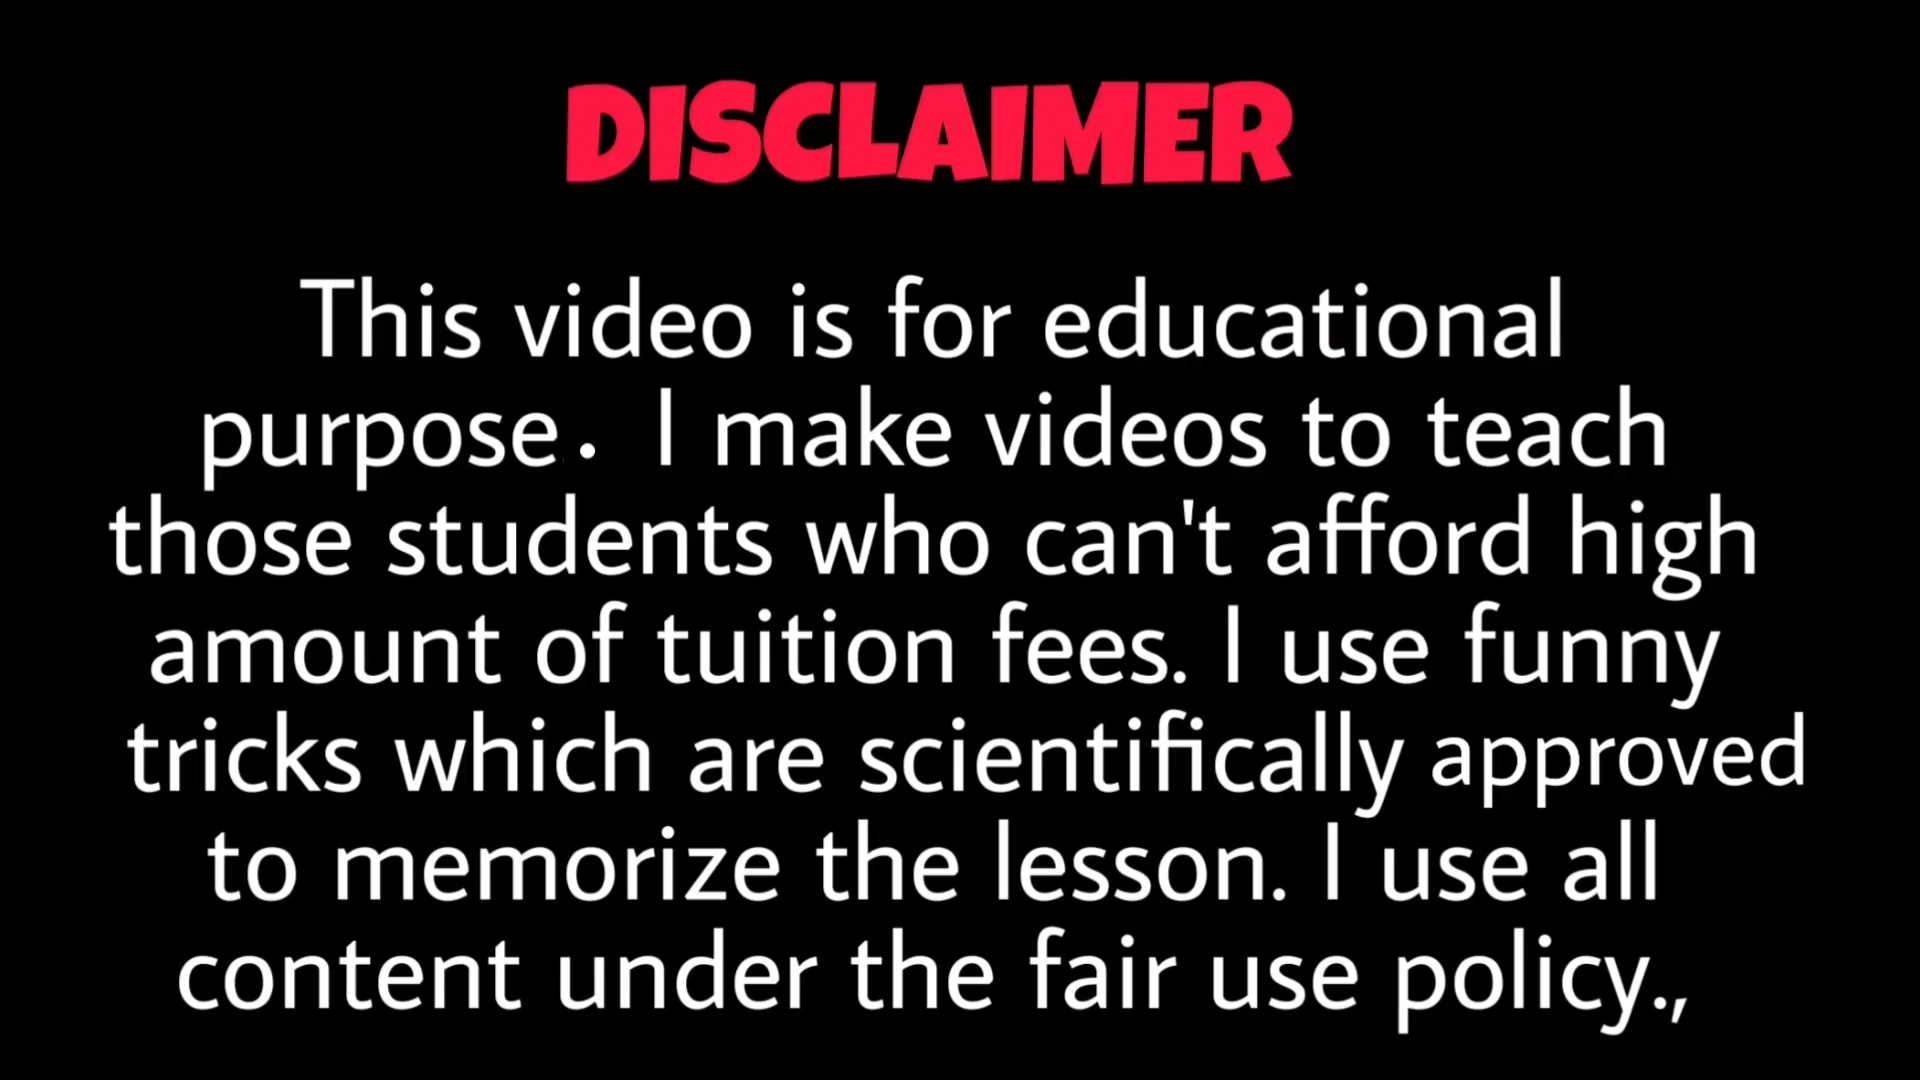 DISCLAIMER
This video is for educational
purpose. I make videos to teach
those students who can't afford high
amount of tuition fees. I use funny
tricks which are scientifically approved
to memorize the lesson. I use all
content under the fair use policy.,